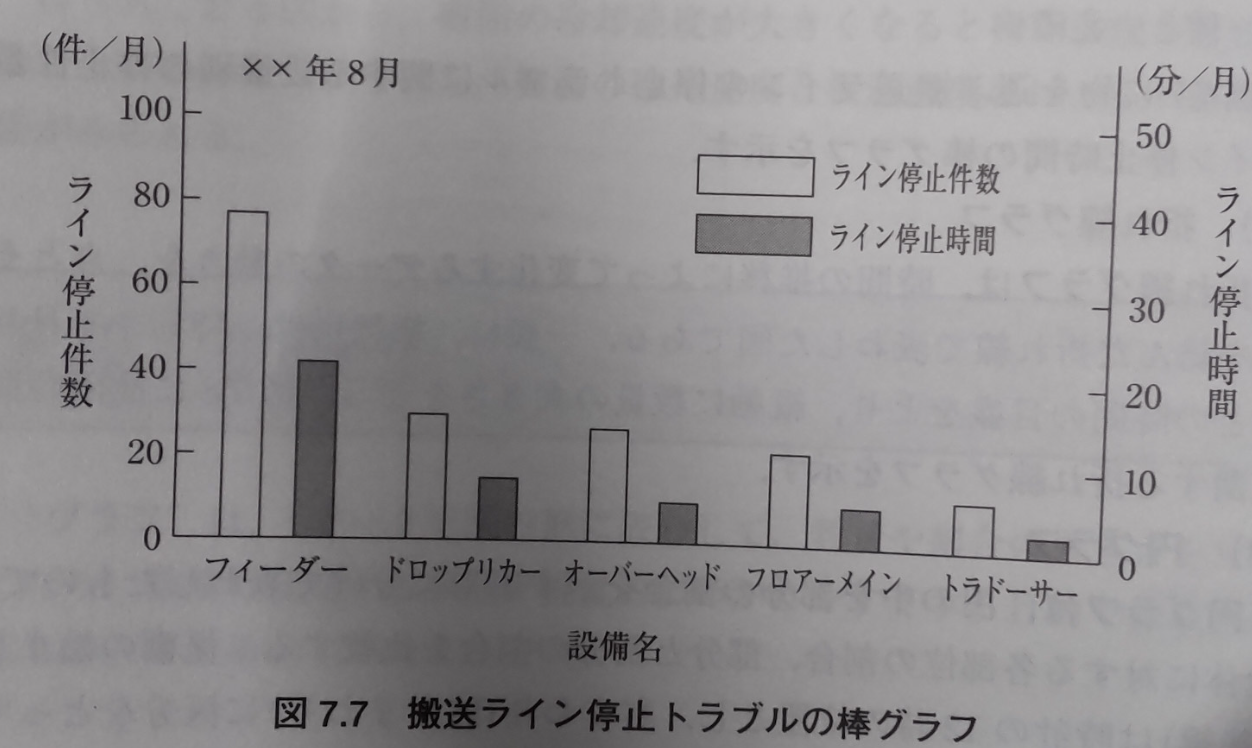 (件／月)
××年8月
(分／月)
100
80
60
40
20
0
ライン停止件数
ライン停止件数
ライン停止時間
50
40
30
20
10
0
ライン停止時間
フィーダー ドロップリカー オーバーヘッド フロアーメイン トラドーサー
設備名
図7.7 搬送ライン停止トラブルの棒グラフ